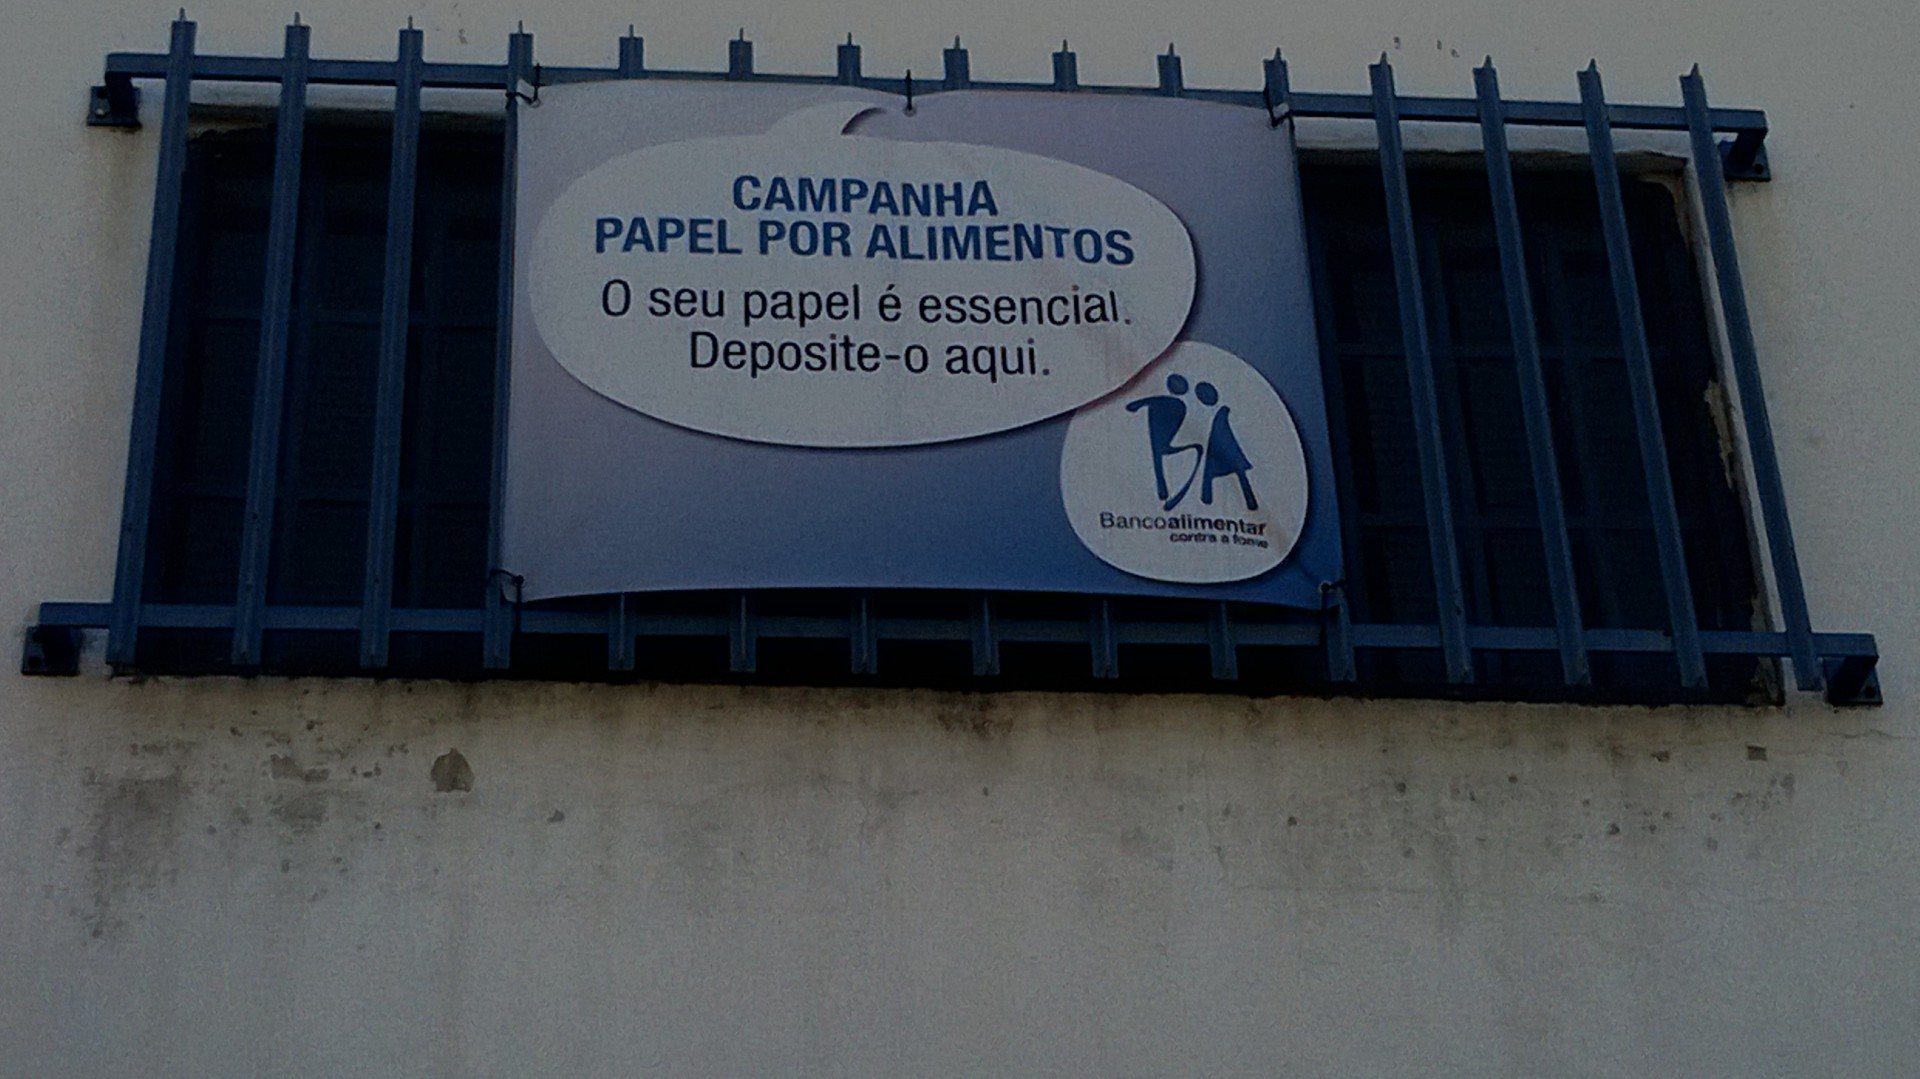 CAMPANHA
PAPEL POR ALIMENTOS
O seu papel é essencial.
Deposite-o aqui.
BA
Bancoalimentar
contra a fome